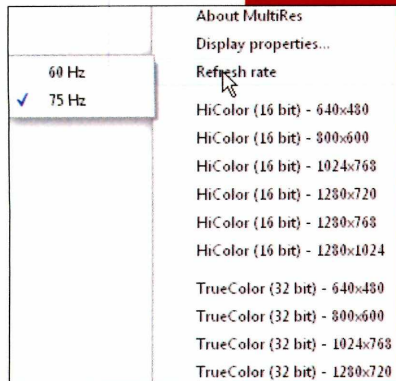 About MultiRes
Display properties...
Refresh rate
60 Hz
✓ 75 Hz
HiColor (16 bit) - 640x480
HiColor (16 bit) - 800x600
HiColor (16 bit) - 1024x768
HiColor (16 bit) - 1280x720
HiColor (16 bit) - 1280x768
HiColor (16 bit) - 1280x1024
TrueColor (32 bit) - 640x480
TrueColor (32 bit) - 800x600
TrueColor (32 bit) - 1024x768
TrueColor (32 bit) - 1280x720